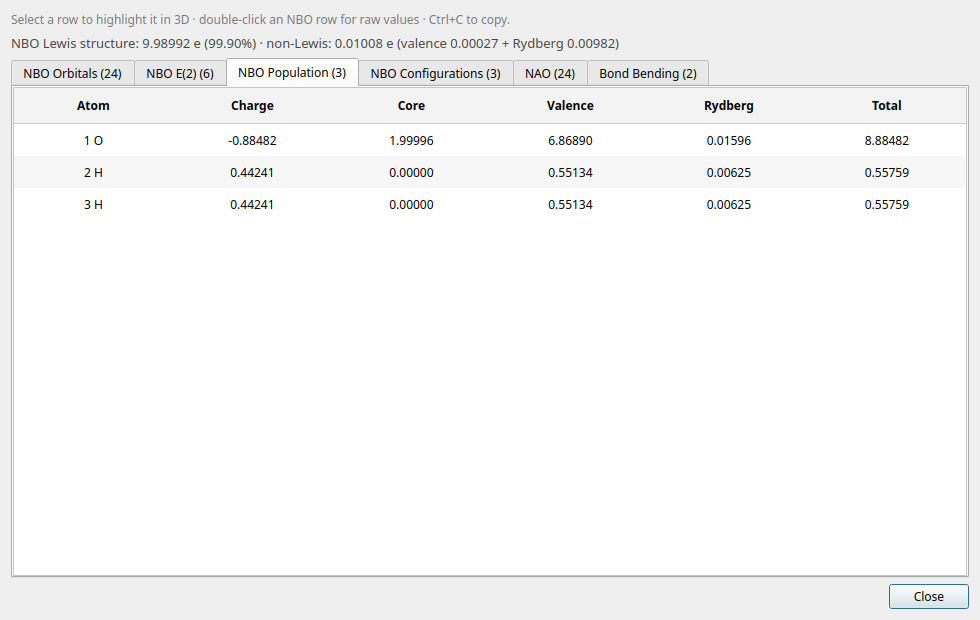 Select a row to highlight it in 3D · double-click an NBO row for raw values · Ctrl+C to copy.
NBO Lewis structure: 9.98992 e (99.90%) · non-Lewis: 0.01008 e (valence 0.00027 + Rydberg 0.00982)
NBO Orbitals (24) NBO E(2) (6) NBO Population (3) NBO Configurations (3) NAO (24) Bond Bending (2)
Atom Charge Core Valence Rydberg Total
1 O -0.88482 1.99996 6.86890 0.01596 8.88482
2 H 0.44241 0.00000 0.55134 0.00625 0.55759
3 H 0.44241 0.00000 0.55134 0.00625 0.55759
Close